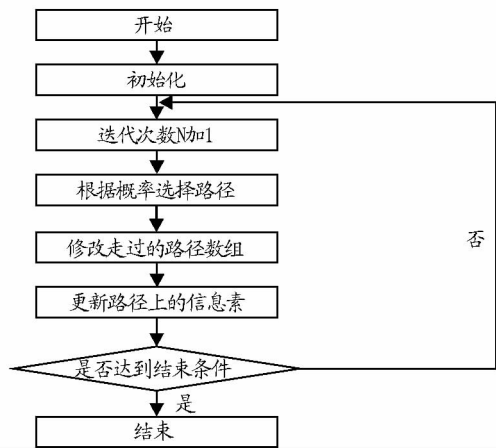 开始
初始化
迭代次数N加1
根据概率选择路径
修改走过的路径数组
否
更新路径上的信息素
是否达到结束条件
是
结束